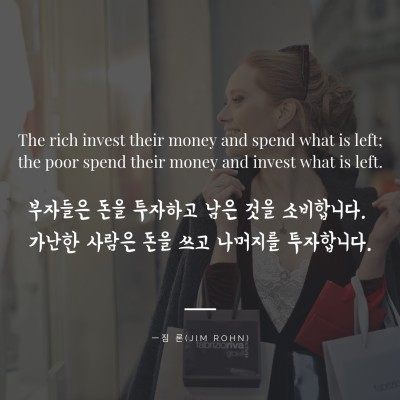 The rich invest their money and spend what is left;
the poor spend their money and invest what is left.
부자들은 돈을 투자하고 남은 것을 소비합니다.
가난한 사람은 돈을 쓰고 나머지를 투자합니다.
—짐 론(JIM ROHN)
fabrizioriva